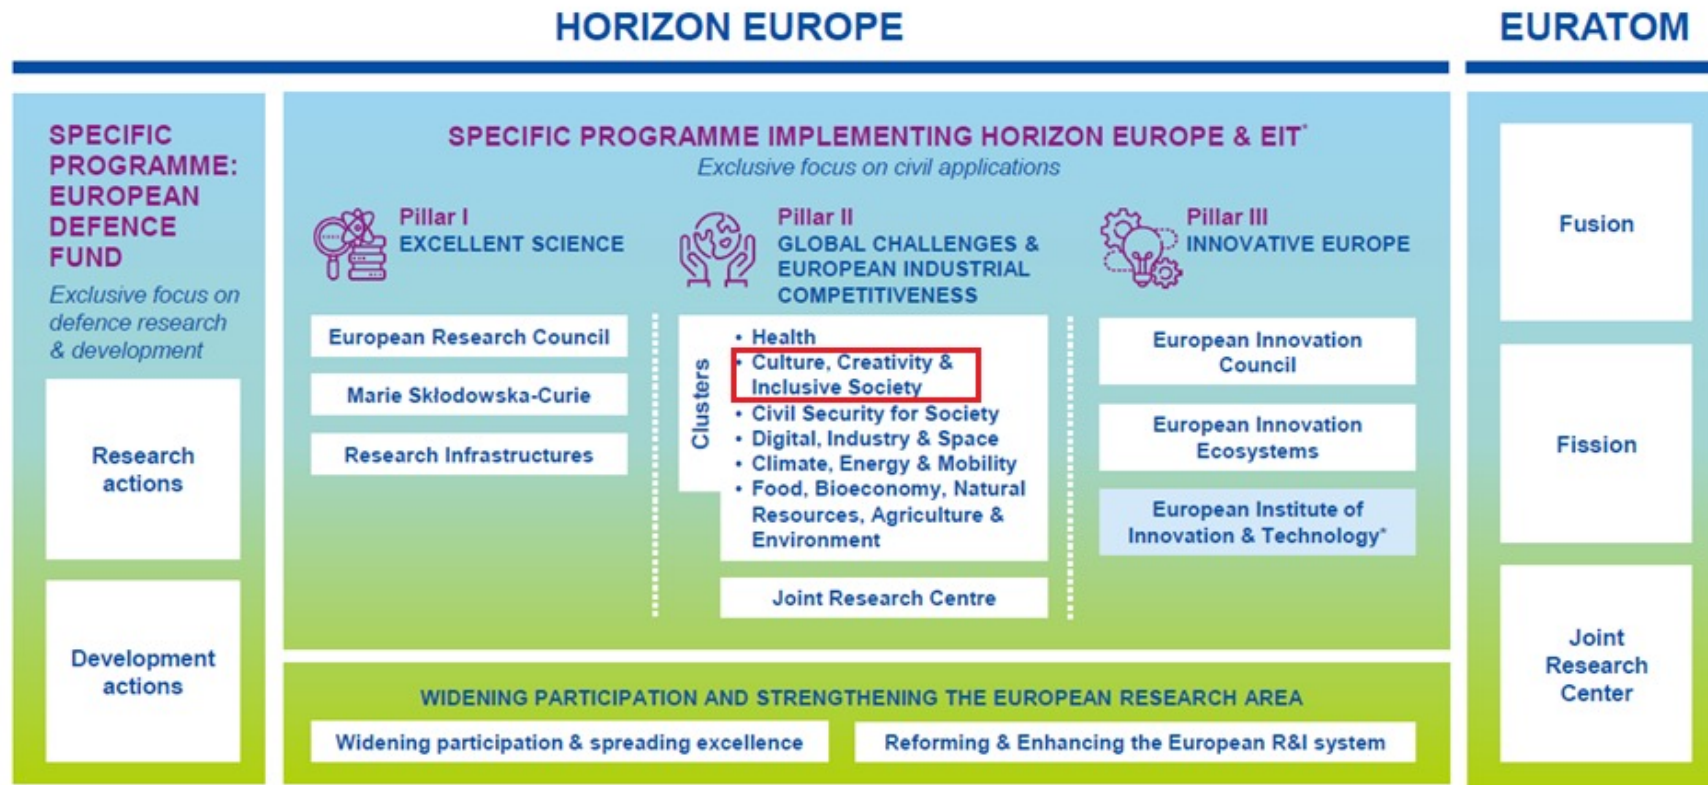 HORIZON EUROPE
EURATOM
SPECIFIC
PROGRAMME:
EUROPEAN
DEFENCE
FUND
Exclusive focus on
defence research
& development
Research
actions
Development
actions
SPECIFIC PROGRAMME IMPLEMENTING HORIZON EUROPE & EIT*
Exclusive focus on civil applications
Pillar I
EXCELLENT SCIENCE
European Research Council
Marie Skłodowska-Curie
Research Infrastructures
Pillar II
GLOBAL CHALLENGES &
EUROPEAN INDUSTRIAL
COMPETITIVENESS
Clusters
• Health
• Culture, Creativity &
Inclusive Society
• Civil Security for Society
• Digital, Industry & Space
• Climate, Energy & Mobility
• Food, Bioeconomy, Natural
Resources, Agriculture &
Environment
Joint Research Centre
Pillar III
INNOVATIVE EUROPE
European Innovation
Council
European Innovation
Ecosystems
European Institute of
Innovation & Technology*
WIDENING PARTICIPATION AND STRENGTHENING THE EUROPEAN RESEARCH AREA
Widening participation & spreading excellence
Reforming & Enhancing the European R&I system
Fusion
Fission
Joint
Research
Center